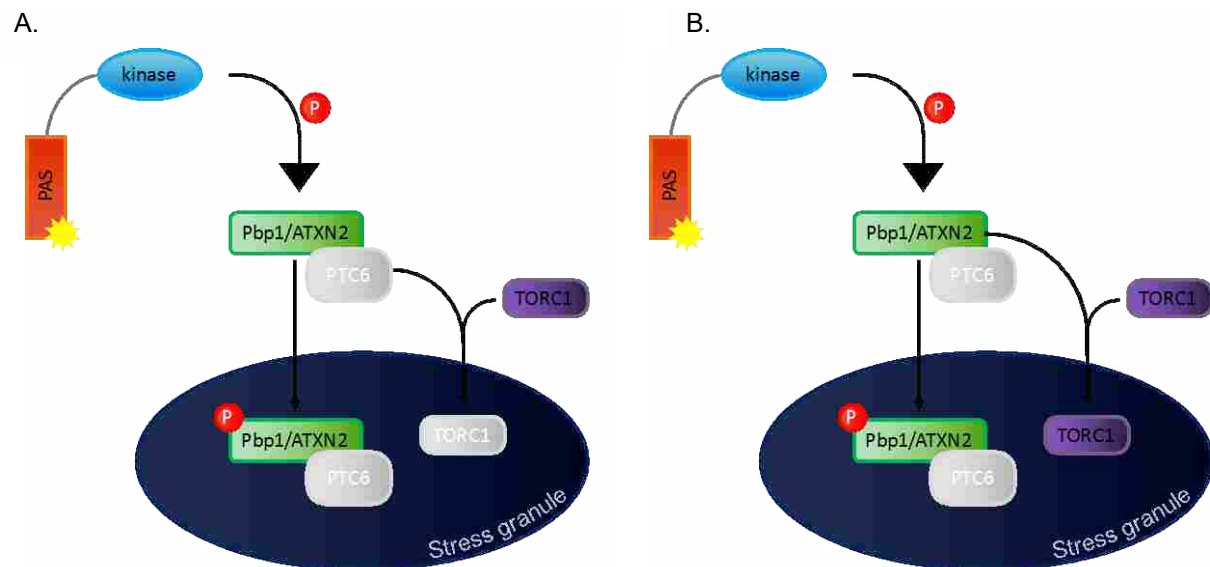 A.
kinase
P
PAS
Pbp1/ATXN2
PTC6
TORC1
P
Pbp1/ATXN2
TORC1
PTC6
Stress granule
B.
kinase
P
PAS
Pbp1/ATXN2
PTC6
TORC1
P
Pbp1/ATXN2
TORC1
PTC6
Stress granule